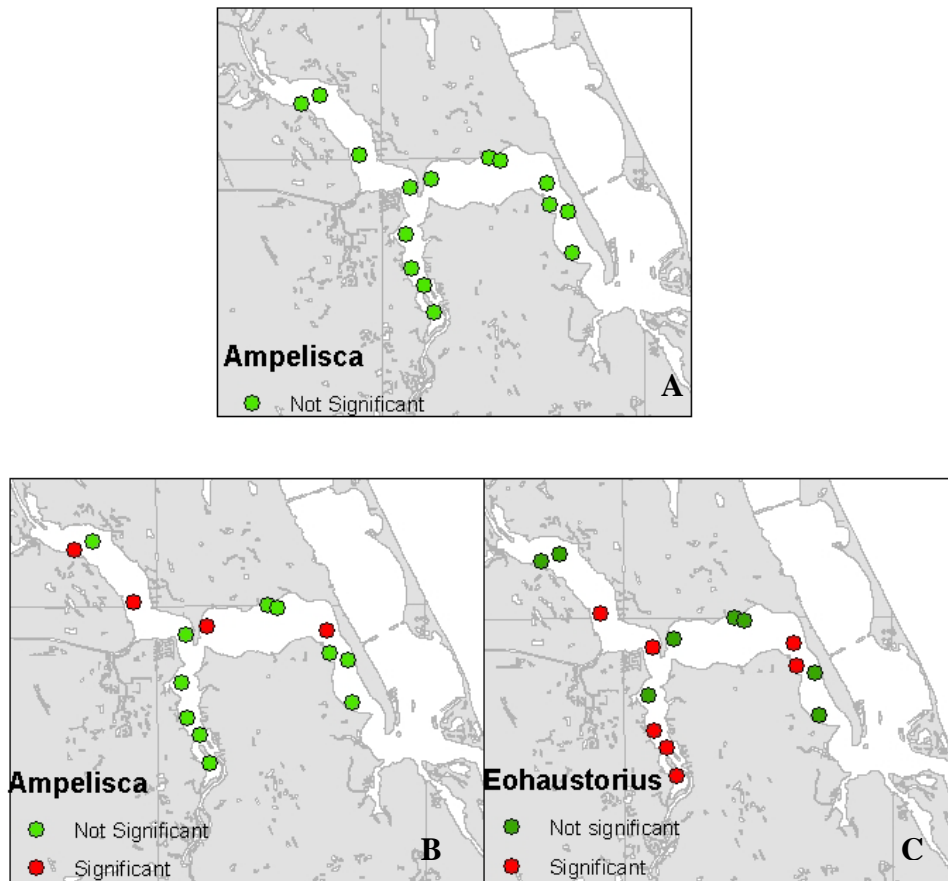 Ampelisca
A
Not Significant
Ampelisca
Not Significant
B
Significant
Eohaustorius
Not significant
C
Significant